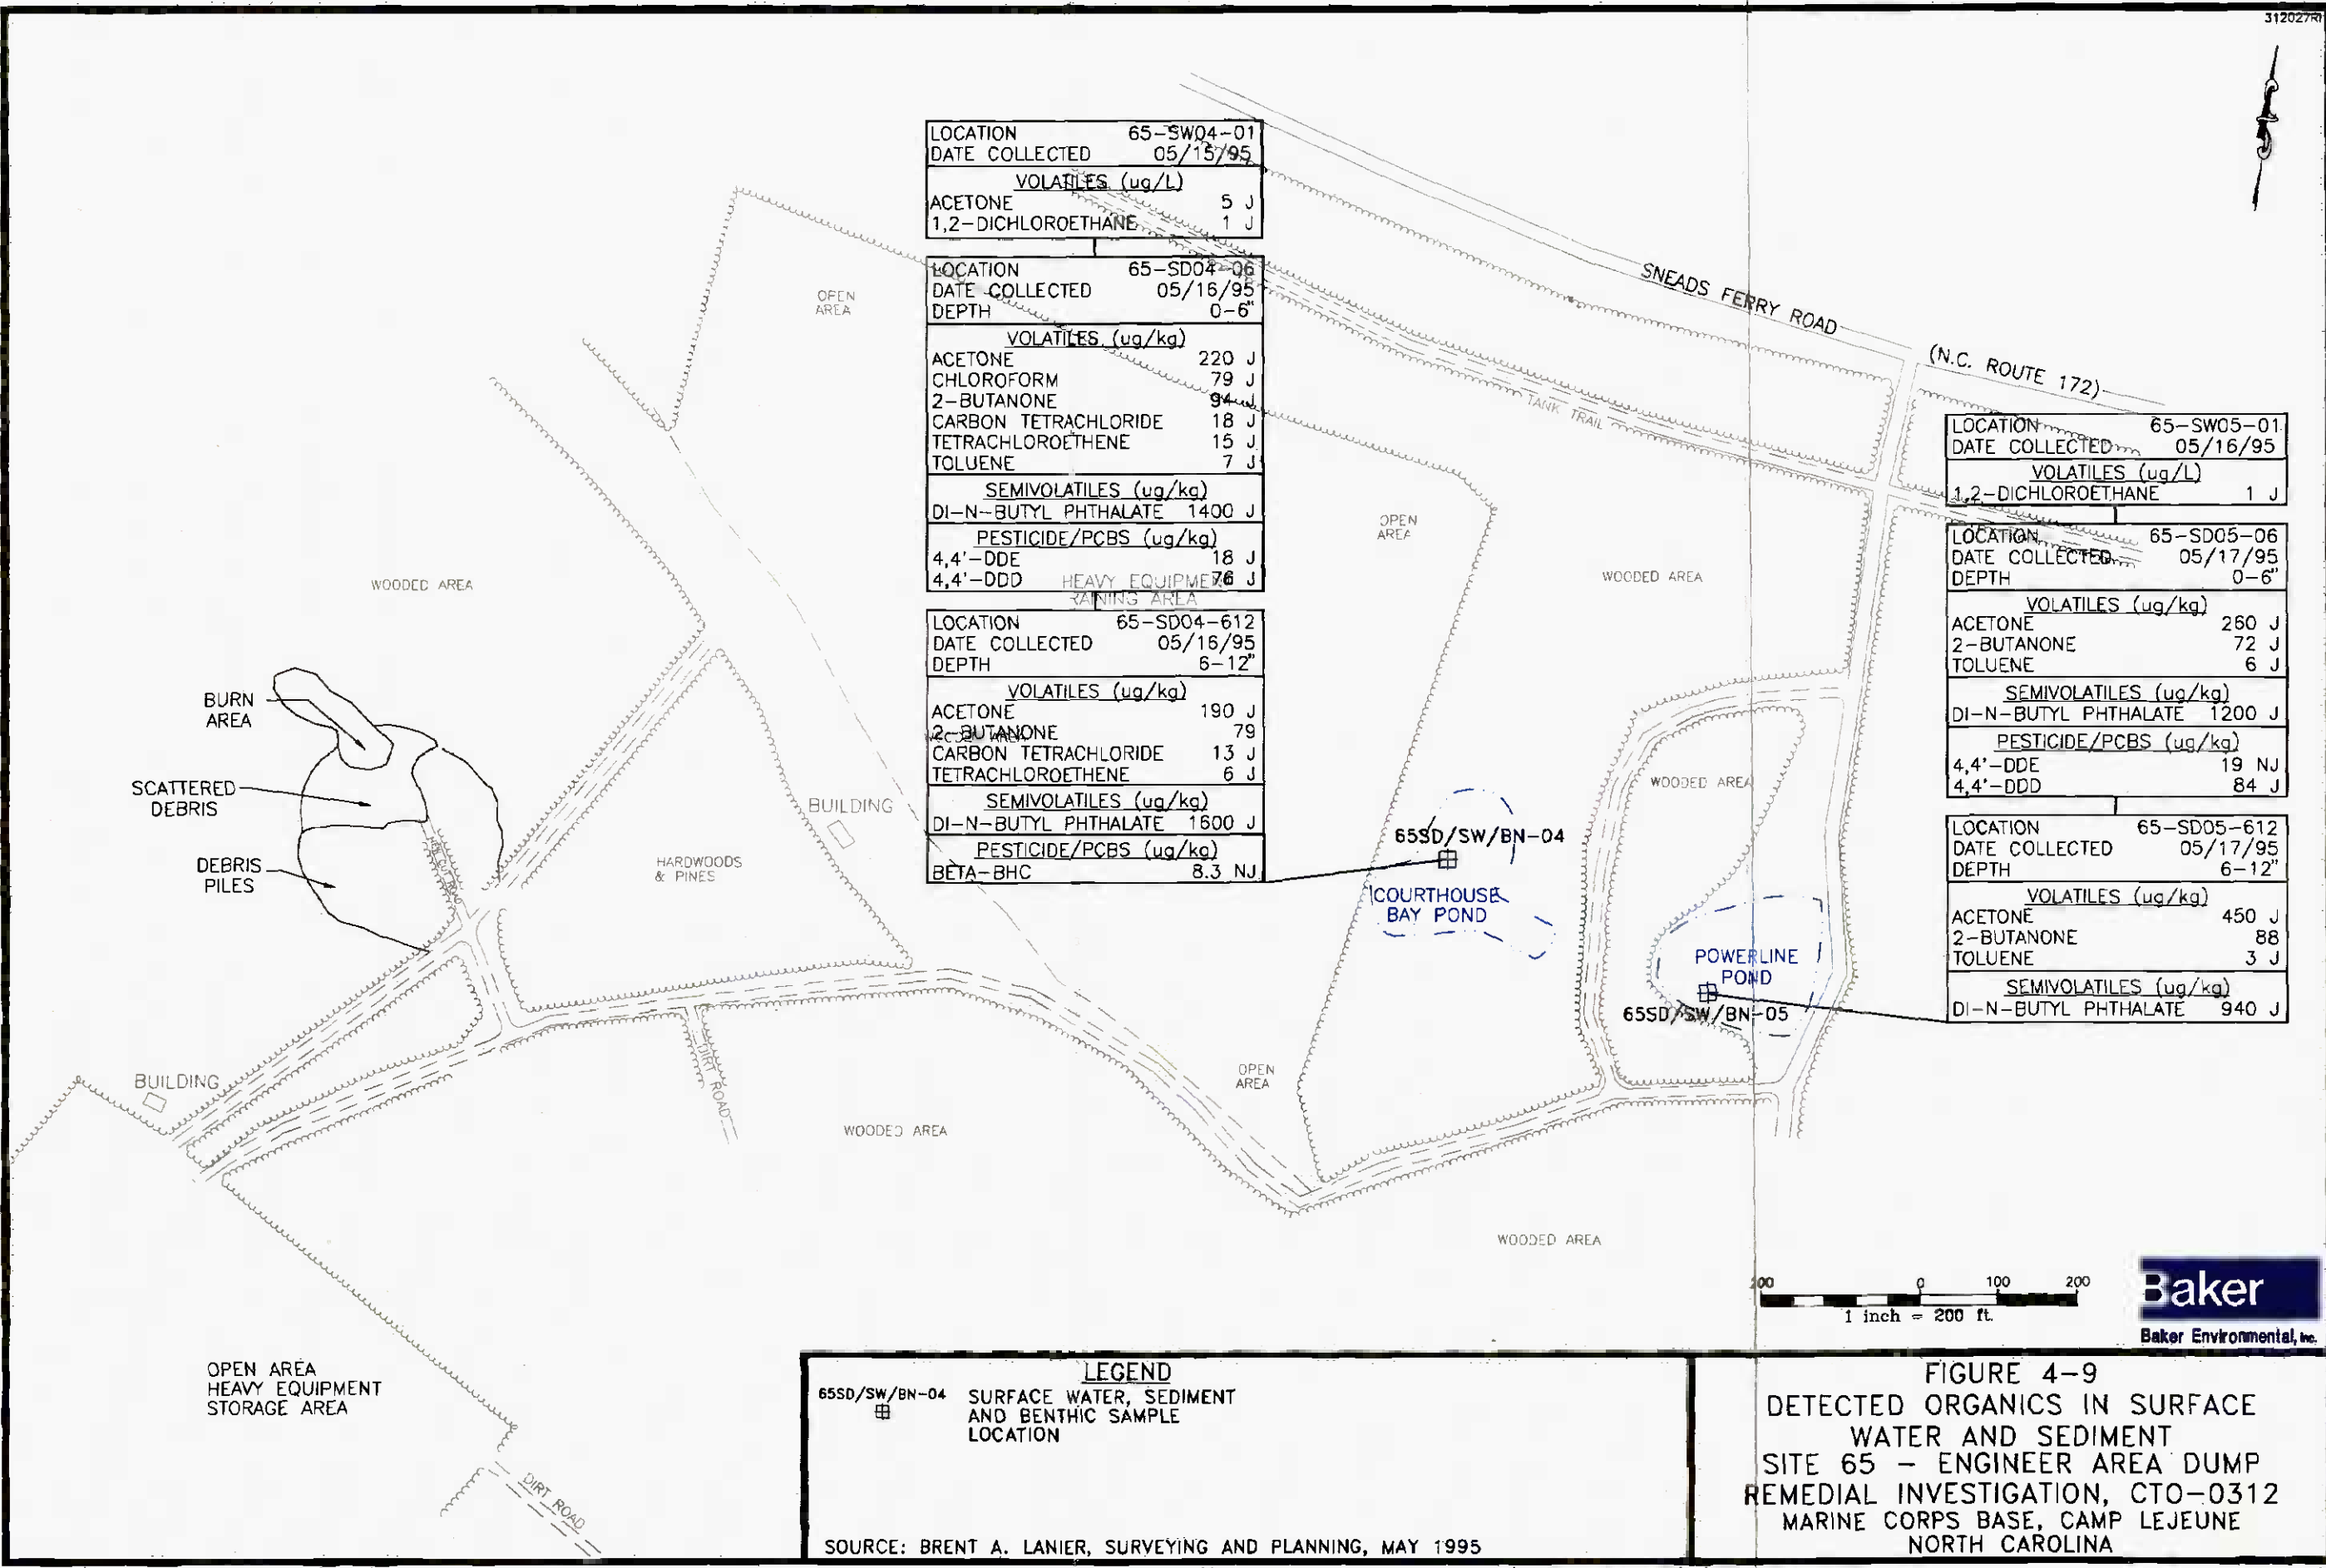 312027RI
LOCATION 65-SW04-01
DATE COLLECTED 05/15/95
VOLATILES (ug/L)
ACETONE 5 J
1,2-DICHLOROETHANE 1 J
LOCATION 65-SD04-06
DATE COLLECTED 05/16/95
DEPTH 0-6"
VOLATILES (ug/kg)
ACETONE 220 J
CHLOROFORM 79 J
2-BUTANONE 94 J
CARBON TETRACHLORIDE 18 J
TETRACHLOROETHENE 15 J
TOLUENE 7 J
SEMIVOLATILES (ug/kg)
DI-N-BUTYL PHTHALATE 1400 J
PESTICIDE/PCBS (ug/kg)
4,4'-DDE 18 J
4,4'-DDD 76 J
HEAVY EQUIPMENT
TRAINING AREA
LOCATION 65-SD04-612
DATE COLLECTED 05/16/95
DEPTH 6-12"
VOLATILES (ug/kg)
ACETONE 190 J
2-BUTANONE 79
CARBON TETRACHLORIDE 13 J
TETRACHLOROETHENE 6 J
SEMIVOLATILES (ug/kg)
DI-N-BUTYL PHTHALATE 1600 J
PESTICIDE/PCBS (ug/kg)
BETA-BHC 8.3 NJ
SNEADS FERRY ROAD
(N.C. ROUTE 172)
TANK TRAIL
LOCATION 65-SW05-01
DATE COLLECTED 05/16/95
VOLATILES (ug/L)
1,2-DICHLOROETHANE 1 J
LOCATION 65-SD05-06
DATE COLLECTED 05/17/95
DEPTH 0-6"
VOLATILES (ug/kg)
ACETONE 260 J
2-BUTANONE 72 J
TOLUENE 6 J
SEMIVOLATILES (ug/kg)
DI-N-BUTYL PHTHALATE 1200 J
PESTICIDE/PCBS (ug/kg)
4,4'-DDE 19 NJ
4,4'-DDD 84 J
LOCATION 65-SD05-612
DATE COLLECTED 05/17/95
DEPTH 6-12"
VOLATILES (ug/kg)
ACETONE 450 J
2-BUTANONE 88
TOLUENE 3 J
SEMIVOLATILES (ug/kg)
DI-N-BUTYL PHTHALATE 940 J
OPEN
AREA
OPEN
AREA
WOODED AREA
WOODED AREA
WOODED AREA
BURN
AREA
SCATTERED
DEBRIS
DEBRIS
PILES
BUILDING
HARDWOODS
& PINES
65SD/SW/BN-04
COURTHOUSE
BAY POND
POWERLINE
POND
65SD/SW/BN-05
BUILDING
DIRT ROAD
OPEN
AREA
WOODED AREA
WOODED AREA
OPEN AREA
HEAVY EQUIPMENT
STORAGE AREA
DIRT ROAD
200 0 100 200
1 inch = 200 ft.
Baker
Baker Environmental, Inc.
LEGEND
65SD/SW/BN-04 SURFACE WATER, SEDIMENT
AND BENTHIC SAMPLE
LOCATION
SOURCE: BRENT A. LANIER, SURVEYING AND PLANNING, MAY 1995
FIGURE 4-9
DETECTED ORGANICS IN SURFACE
WATER AND SEDIMENT
SITE 65 - ENGINEER AREA DUMP
REMEDIAL INVESTIGATION, CTO-0312
MARINE CORPS BASE, CAMP LEJEUNE
NORTH CAROLINA